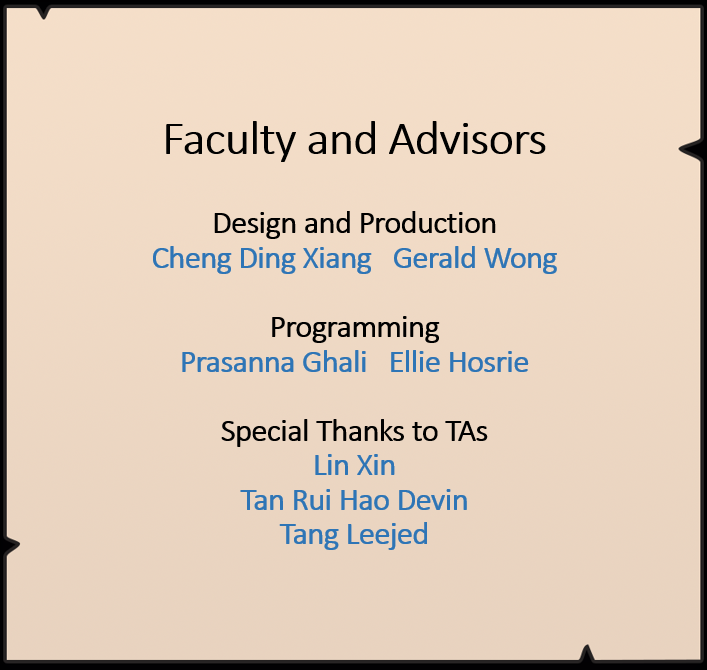 Faculty and Advisors
Design and Production
Cheng Ding Xiang   Gerald Wong
Programming
Prasanna Ghali   Ellie Hosrie
Special Thanks to TAs
Lin Xin
Tan Rui Hao Devin
Tang Leejed